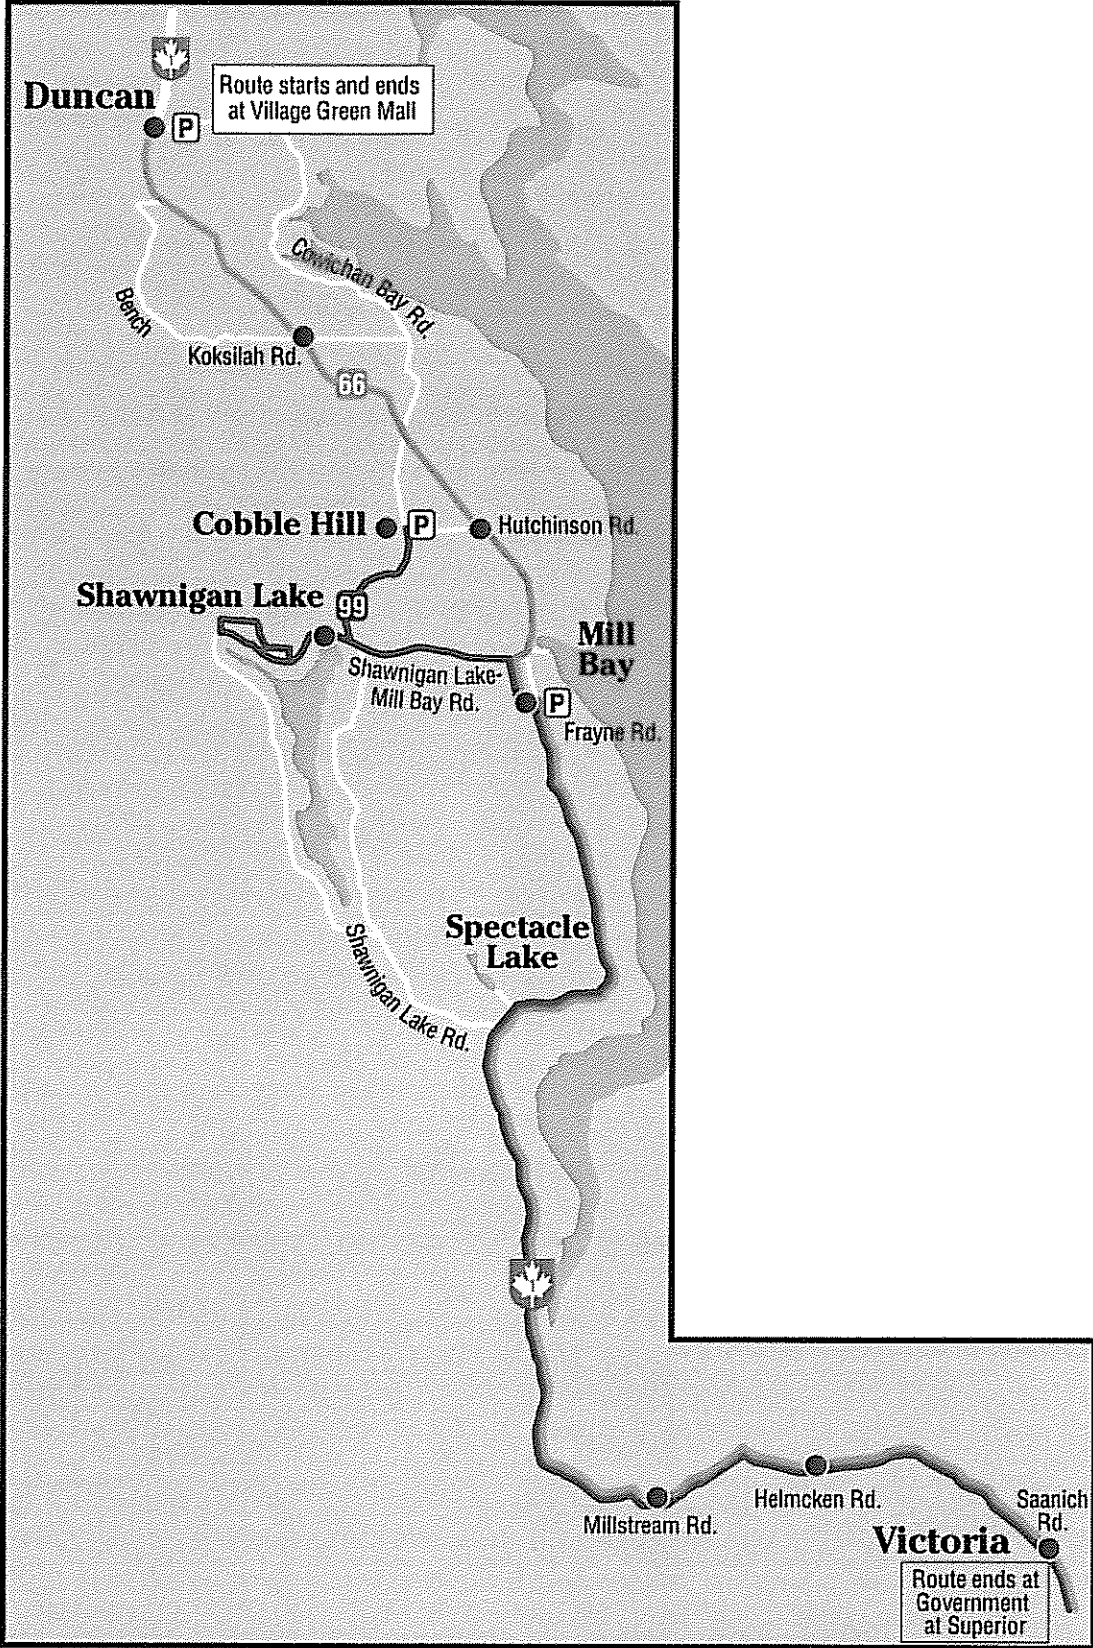 Duncan
P
Route starts and ends
at Village Green Mall
Cowichan Bay Rd.
Bench
Koksilah Rd.
66
Cobble Hill
P
Hutchinson Rd.
Shawnigan Lake
99
Mill
Bay
Shawnigan Lake-
Mill Bay Rd.
P
Frayne Rd.
Spectacle
Lake
Shawnigan Lake Rd.
1
Helmcken Rd.
Millstream Rd.
Saanich
Rd.
Victoria
Route ends at
Government
at Superior